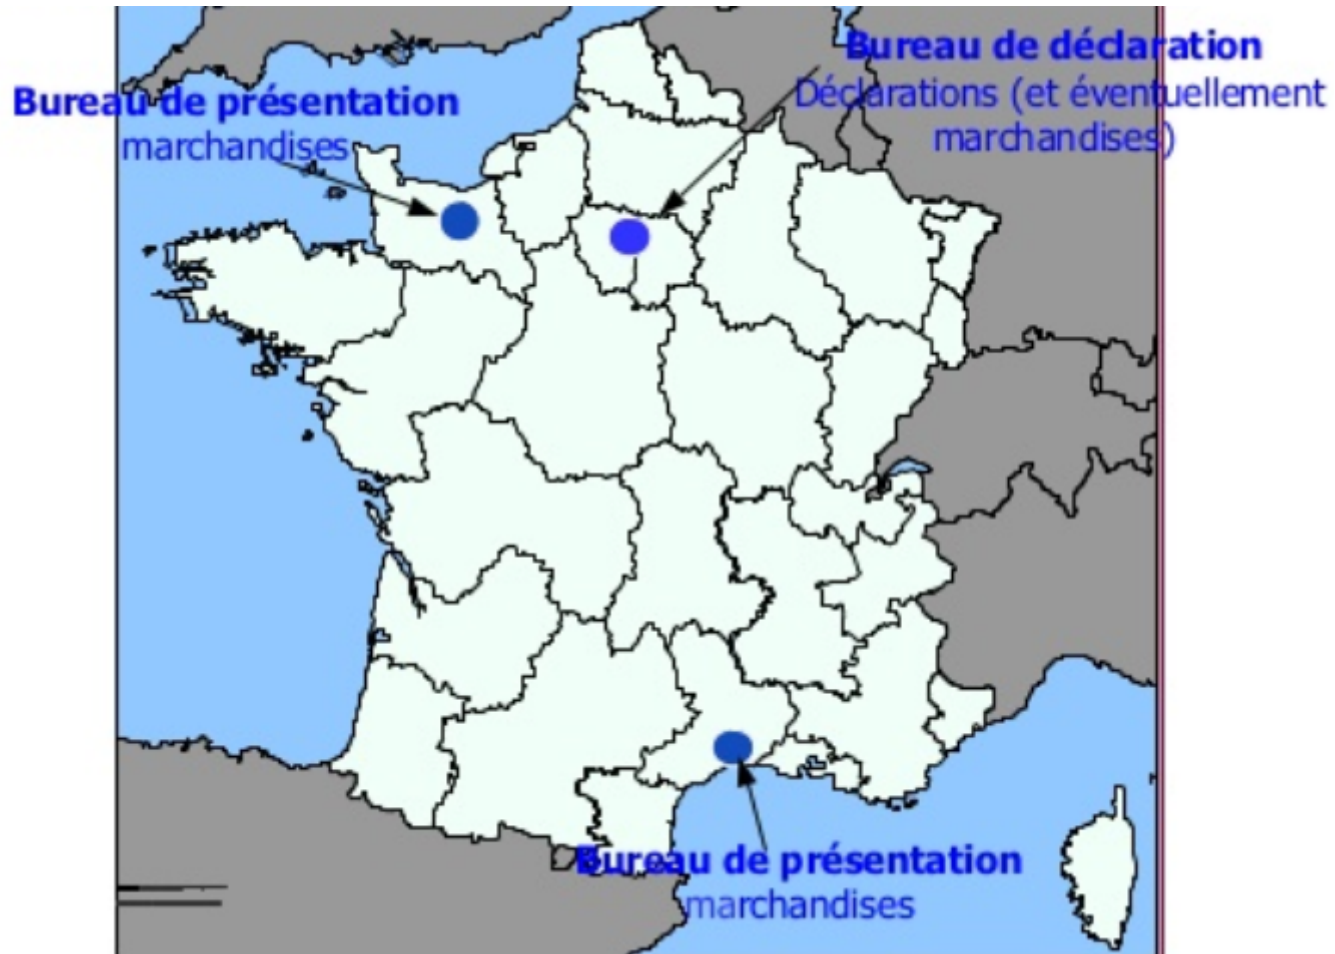 Bureau de déclaration
Déclarations (et éventuellement
marchandises)
Bureau de présentation
marchandises
Bureau de présentation
marchandises